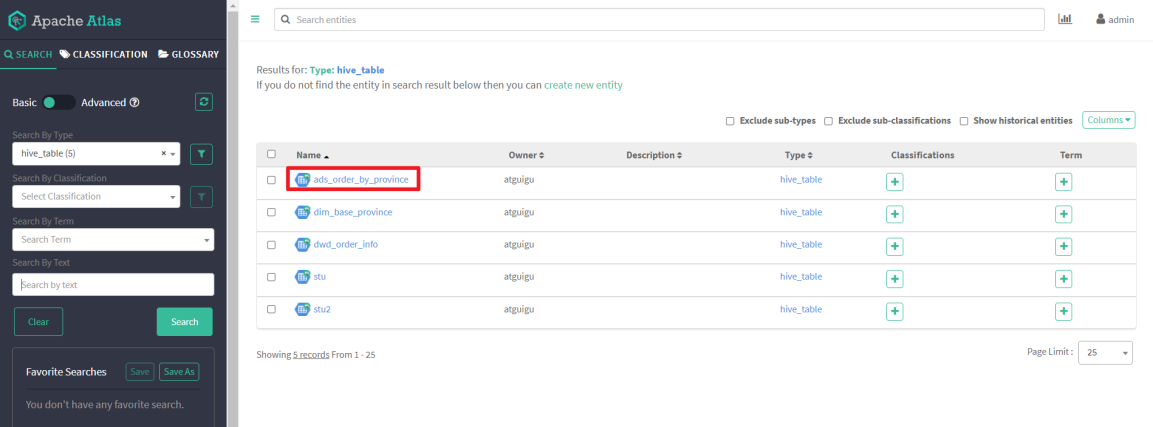 Apache Atlas
SEARCH CLASSIFICATION GLOSSARY
Basic Advanced
Search By Type
hive_table (5)
Search By Classification
Select Classification
Search By Term
Search Term
Search By Text
Search by text
Clear Search
Favorite Searches Save Save As
You don't have any favorite search.
Search entities
admin
Results for: Type: hive_table
If you do not find the entity in search result below then you can create new entity
Exclude sub-types Exclude sub-classifications Show historical entities Columns
Name Owner Description Type Classifications Term
ads_order_by_province atguigu hive_table + +
dim_base_province atguigu hive_table + +
dwd_order_info atguigu hive_table + +
stu atguigu hive_table + +
stu2 atguigu hive_table + +
Showing 5 records From 1 - 25
Page Limit : 25